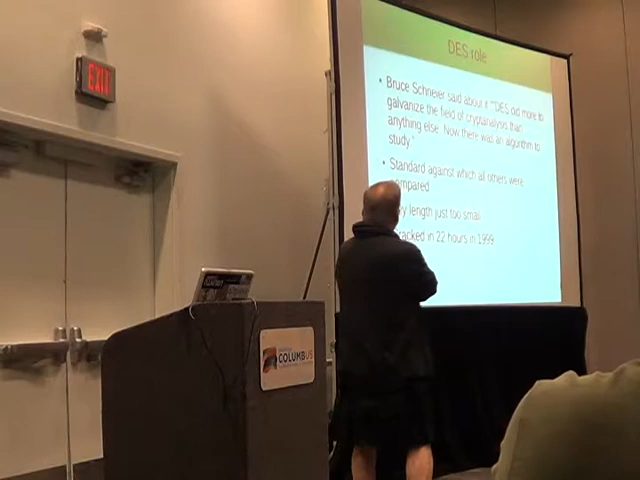 EXIT
DES role
• Bruce Schneier said about it "DES did more to
galvanize the field of cryptanalysis than
anything else. Now there was an algorithm to
study."
• Standard against which all others were
compared
length just too small
cracked in 22 hours in 1999
COLUMBUS